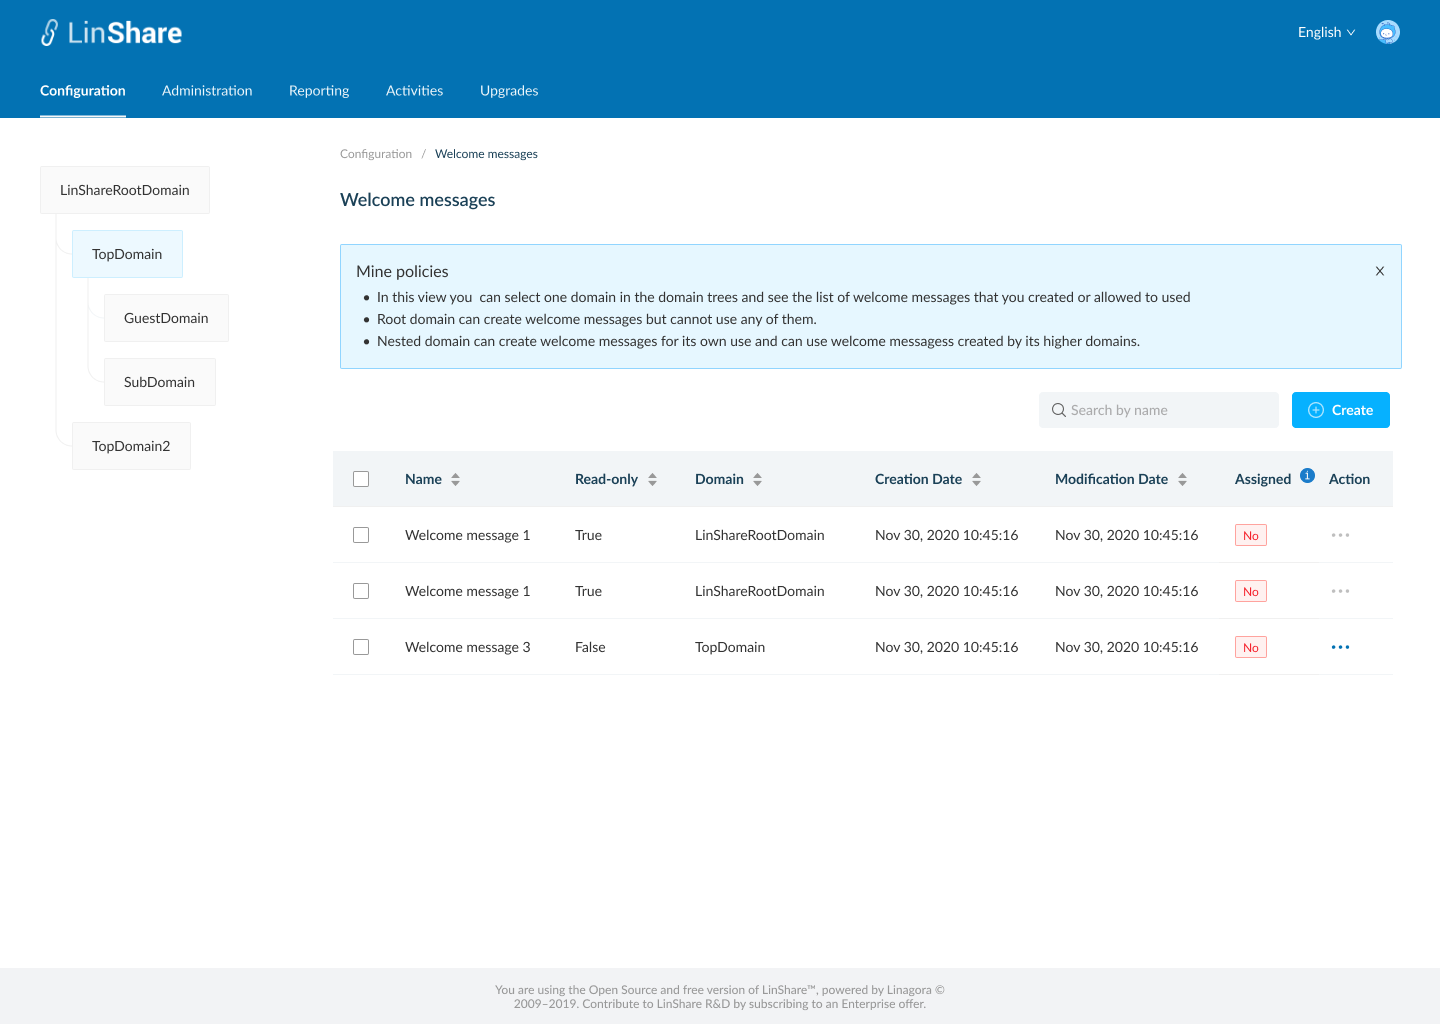 LinShare
English
Configuration Administration Reporting Activities Upgrades
LinShareRootDomain
TopDomain
GuestDomain
SubDomain
TopDomain2
Configuration / Welcome messages
Welcome messages
Mine policies
x
• In this view you  can select one domain in the domain trees and see the list of welcome messages that you created or allowed to used
• Root domain can create welcome messages but cannot use any of them.
• Nested domain can create welcome messages for its own use and can use welcome messagess created by its higher domains.
Search by name
Create
Name Read-only Domain Creation Date Modification Date Assigned i Action
Welcome message 1 True LinShareRootDomain Nov 30, 2020 10:45:16 Nov 30, 2020 10:45:16 No
Welcome message 1 True LinShareRootDomain Nov 30, 2020 10:45:16 Nov 30, 2020 10:45:16 No
Welcome message 3 False TopDomain Nov 30, 2020 10:45:16 Nov 30, 2020 10:45:16 No
You are using the Open Source and free version of LinShare™, powered by Linagora ©
2009–2019. Contribute to LinShare R&D by subscribing to an Enterprise offer.